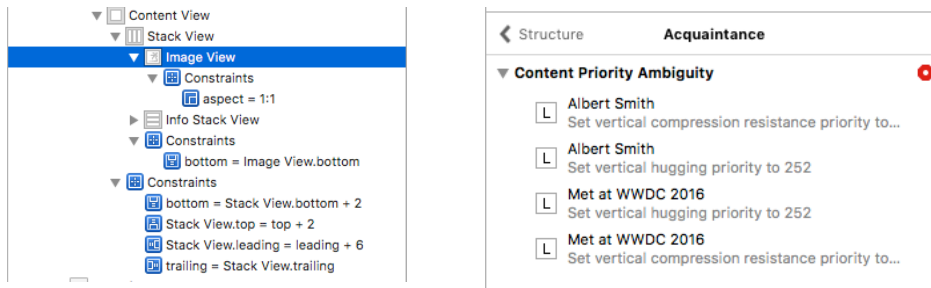 Content View
Stack View
Image View
Constraints
aspect = 1:1
Info Stack View
Constraints
bottom = Image View.bottom
Constraints
bottom = Stack View.bottom + 2
Stack View.top = top + 2
Stack View.leading = leading + 6
trailing = Stack View.trailing
Structure Acquaintance
Content Priority Ambiguity
L Albert Smith
Set vertical compression resistance priority to...
L Albert Smith
Set vertical hugging priority to 252
L Met at WWDC 2016
Set vertical hugging priority to 252
L Met at WWDC 2016
Set vertical compression resistance priority to...